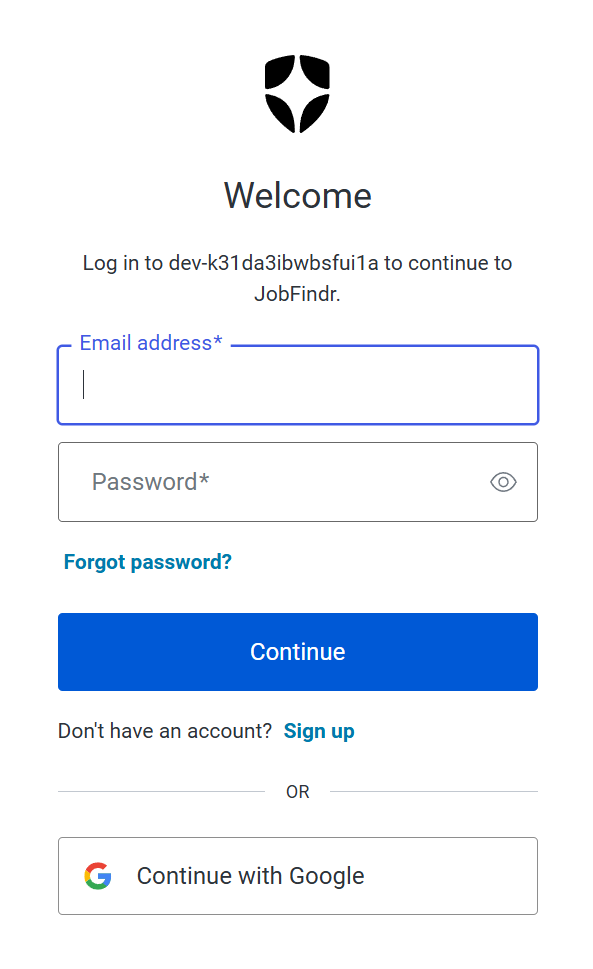 Welcome
Log in to dev-k31da3ibwbsfui1a to continue to
JobFindr.
Email address*
Password*
Forgot password?
Continue
Don't have an account? Sign up
OR
Continue with Google